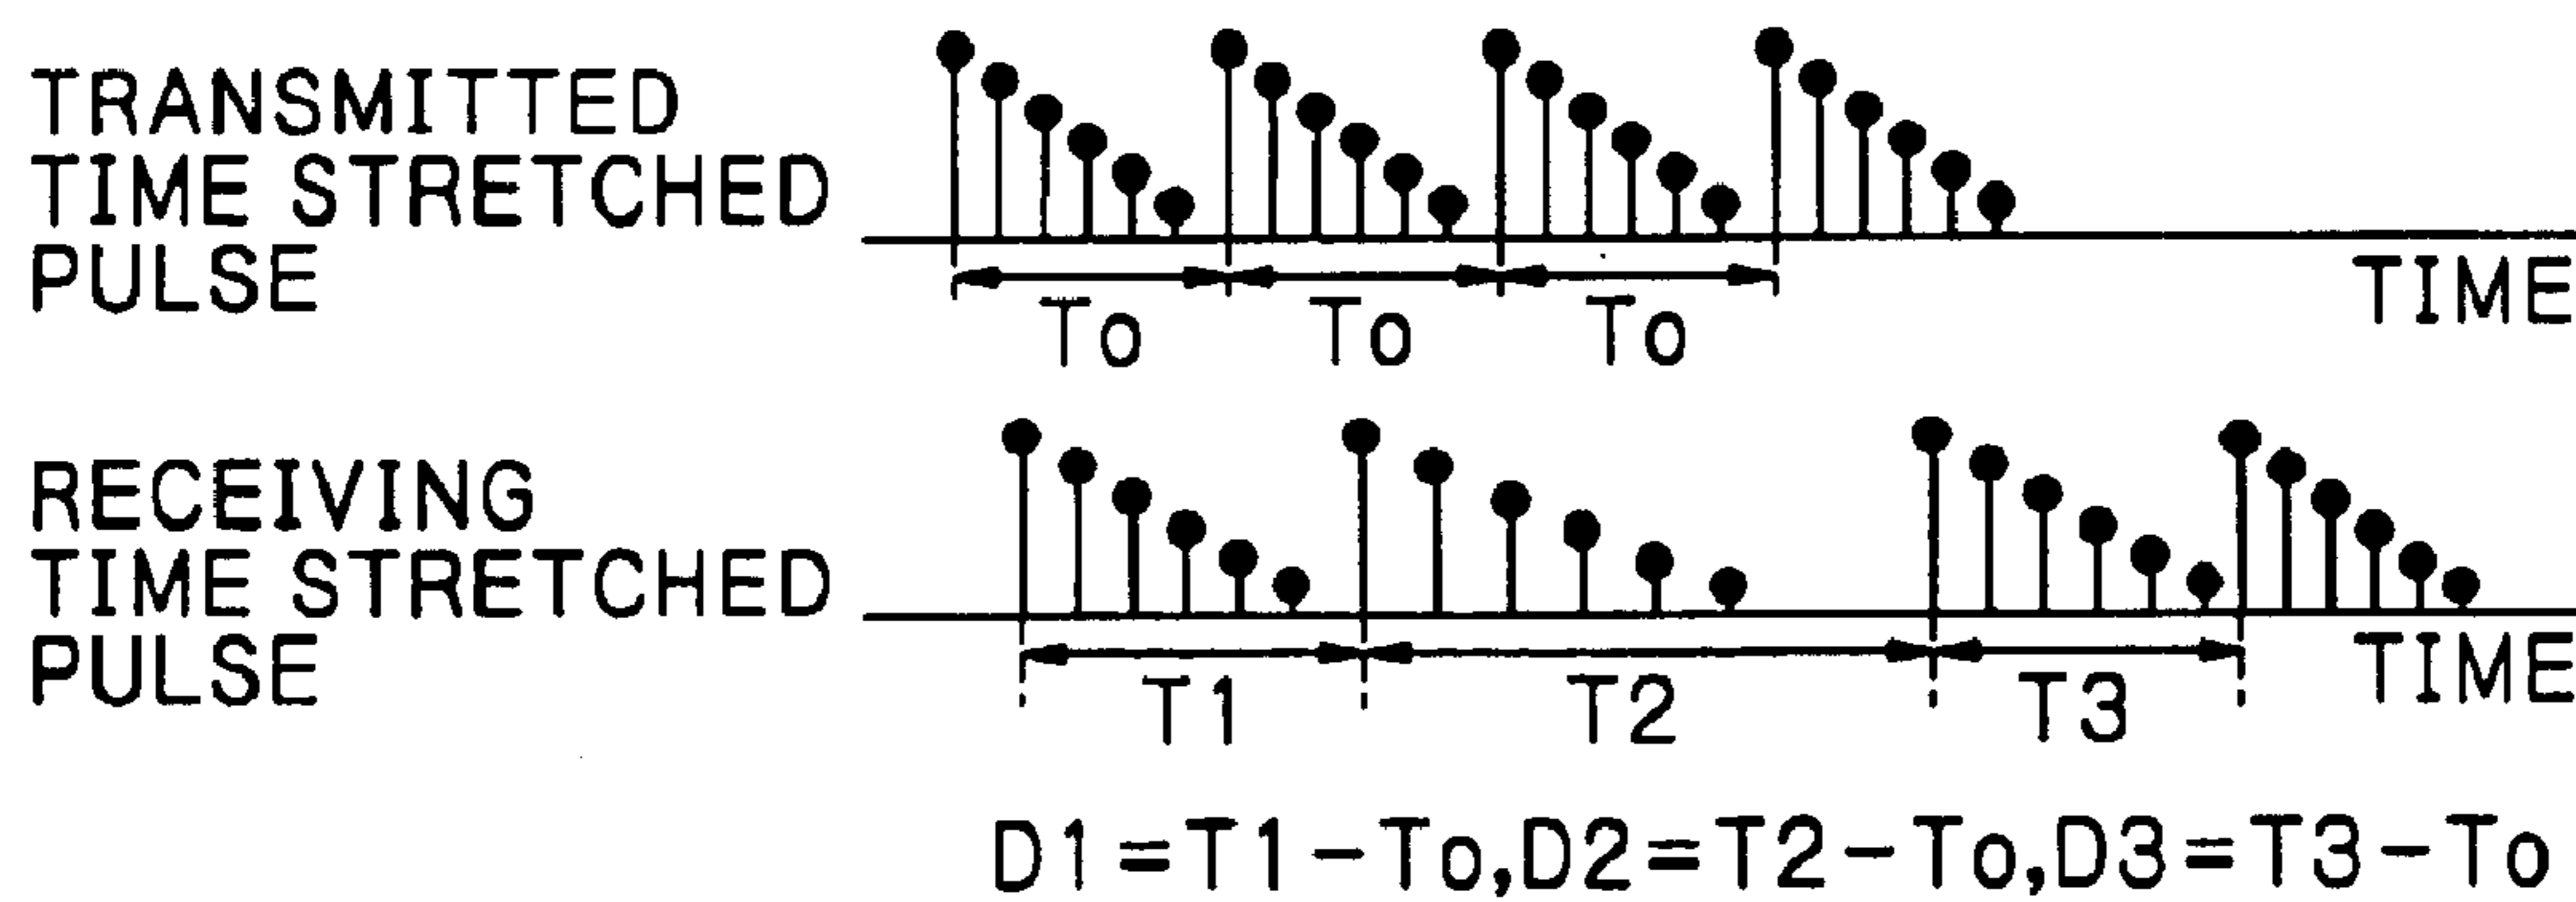 TRANSMITTED
TIME STRETCHED
PULSE
TIME
To To To
RECEIVING
TIME STRETCHED
PULSE
TIME
T1 T2 T3
D1=T1-To,D2=T2-To,D3=T3-To